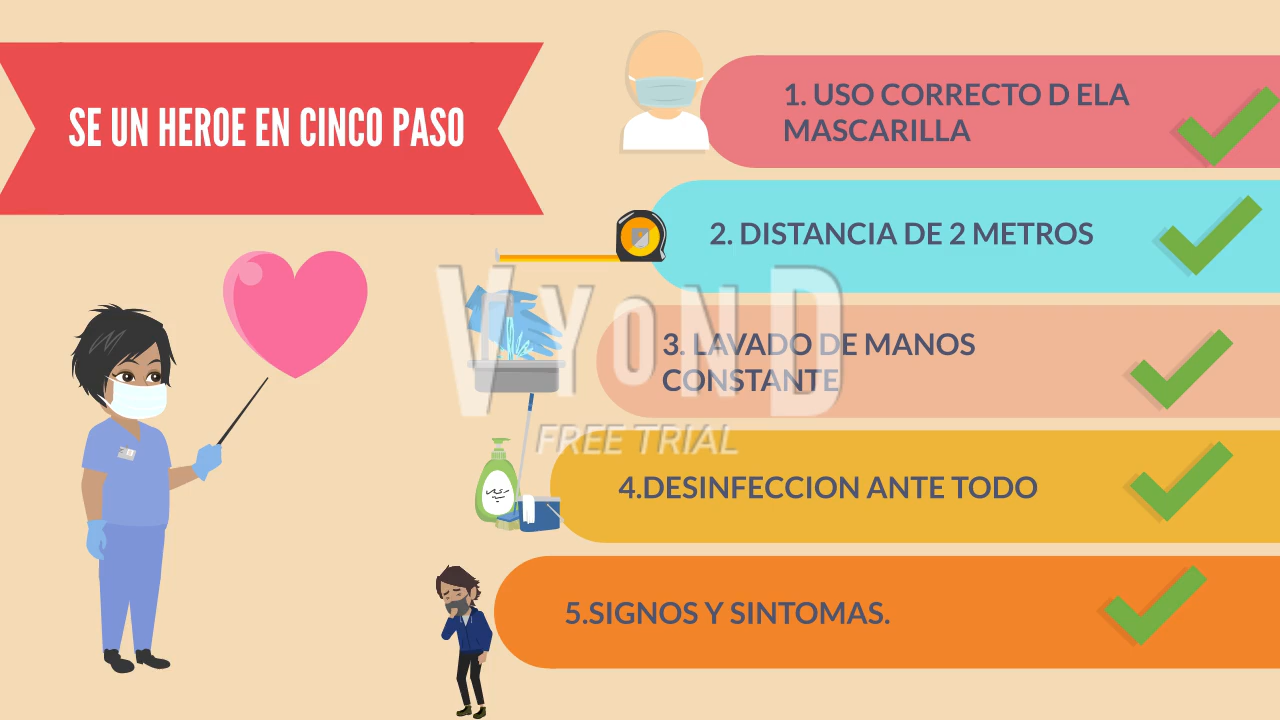 SE UN HEROE EN CINCO PASO
1. USO CORRECTO D ELA
MASCARILLA
2. DISTANCIA DE 2 METROS
3. LAVADO DE MANOS
CONSTANTE
VYOND
FREE TRIAL
4.DESINFECCION ANTE TODO
5.SIGNOS Y SINTOMAS.